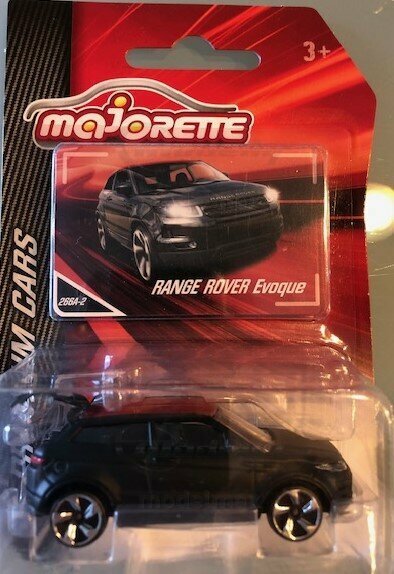 3+
MAJORETTE
RANGE ROVER Evoque
266A-2
UM CARS